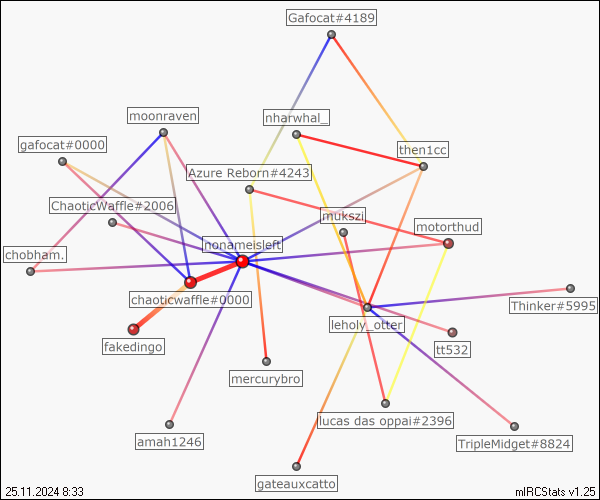 Gafocat#4189
moonraven
nharwhal_
gafocat#0000
then1cc
Azure Reborn#4243
ChaoticWaffle#2006
mukszi
motorthud
nonameisleft
chobham.
chaoticwaffle#0000
Thinker#5995
leholy_otter
fakedingo
tt532
mercurybro
lucas das oppai#2396
amah1246
TripleMidget#8824
gateauxcatto
25.11.2024 8:33
mIRCStats v1.25